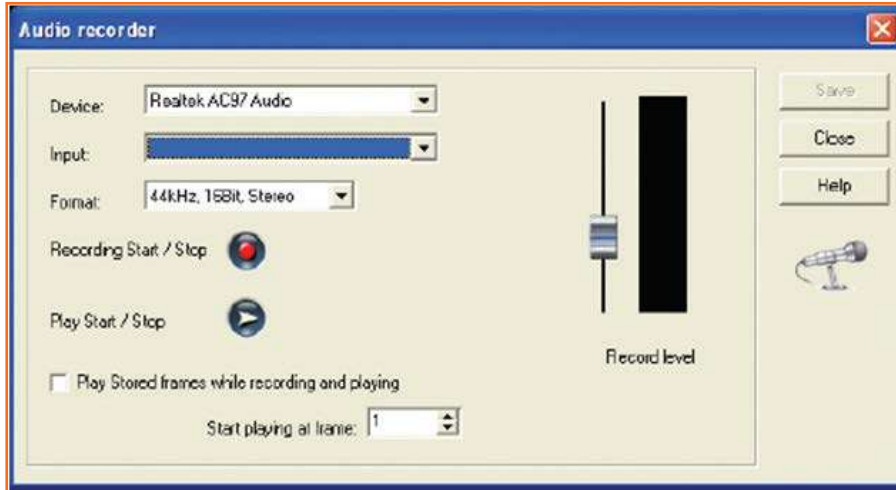 Audio recorder
Device: Realtek AC97 Audio
Save
Input:
Close
Format: 44kHz, 16Bit, Stereo
Help
Recording Start / Stop
Play Start / Stop
Record level
Play Stored frames while recording and playing
Start playing at frame: 1